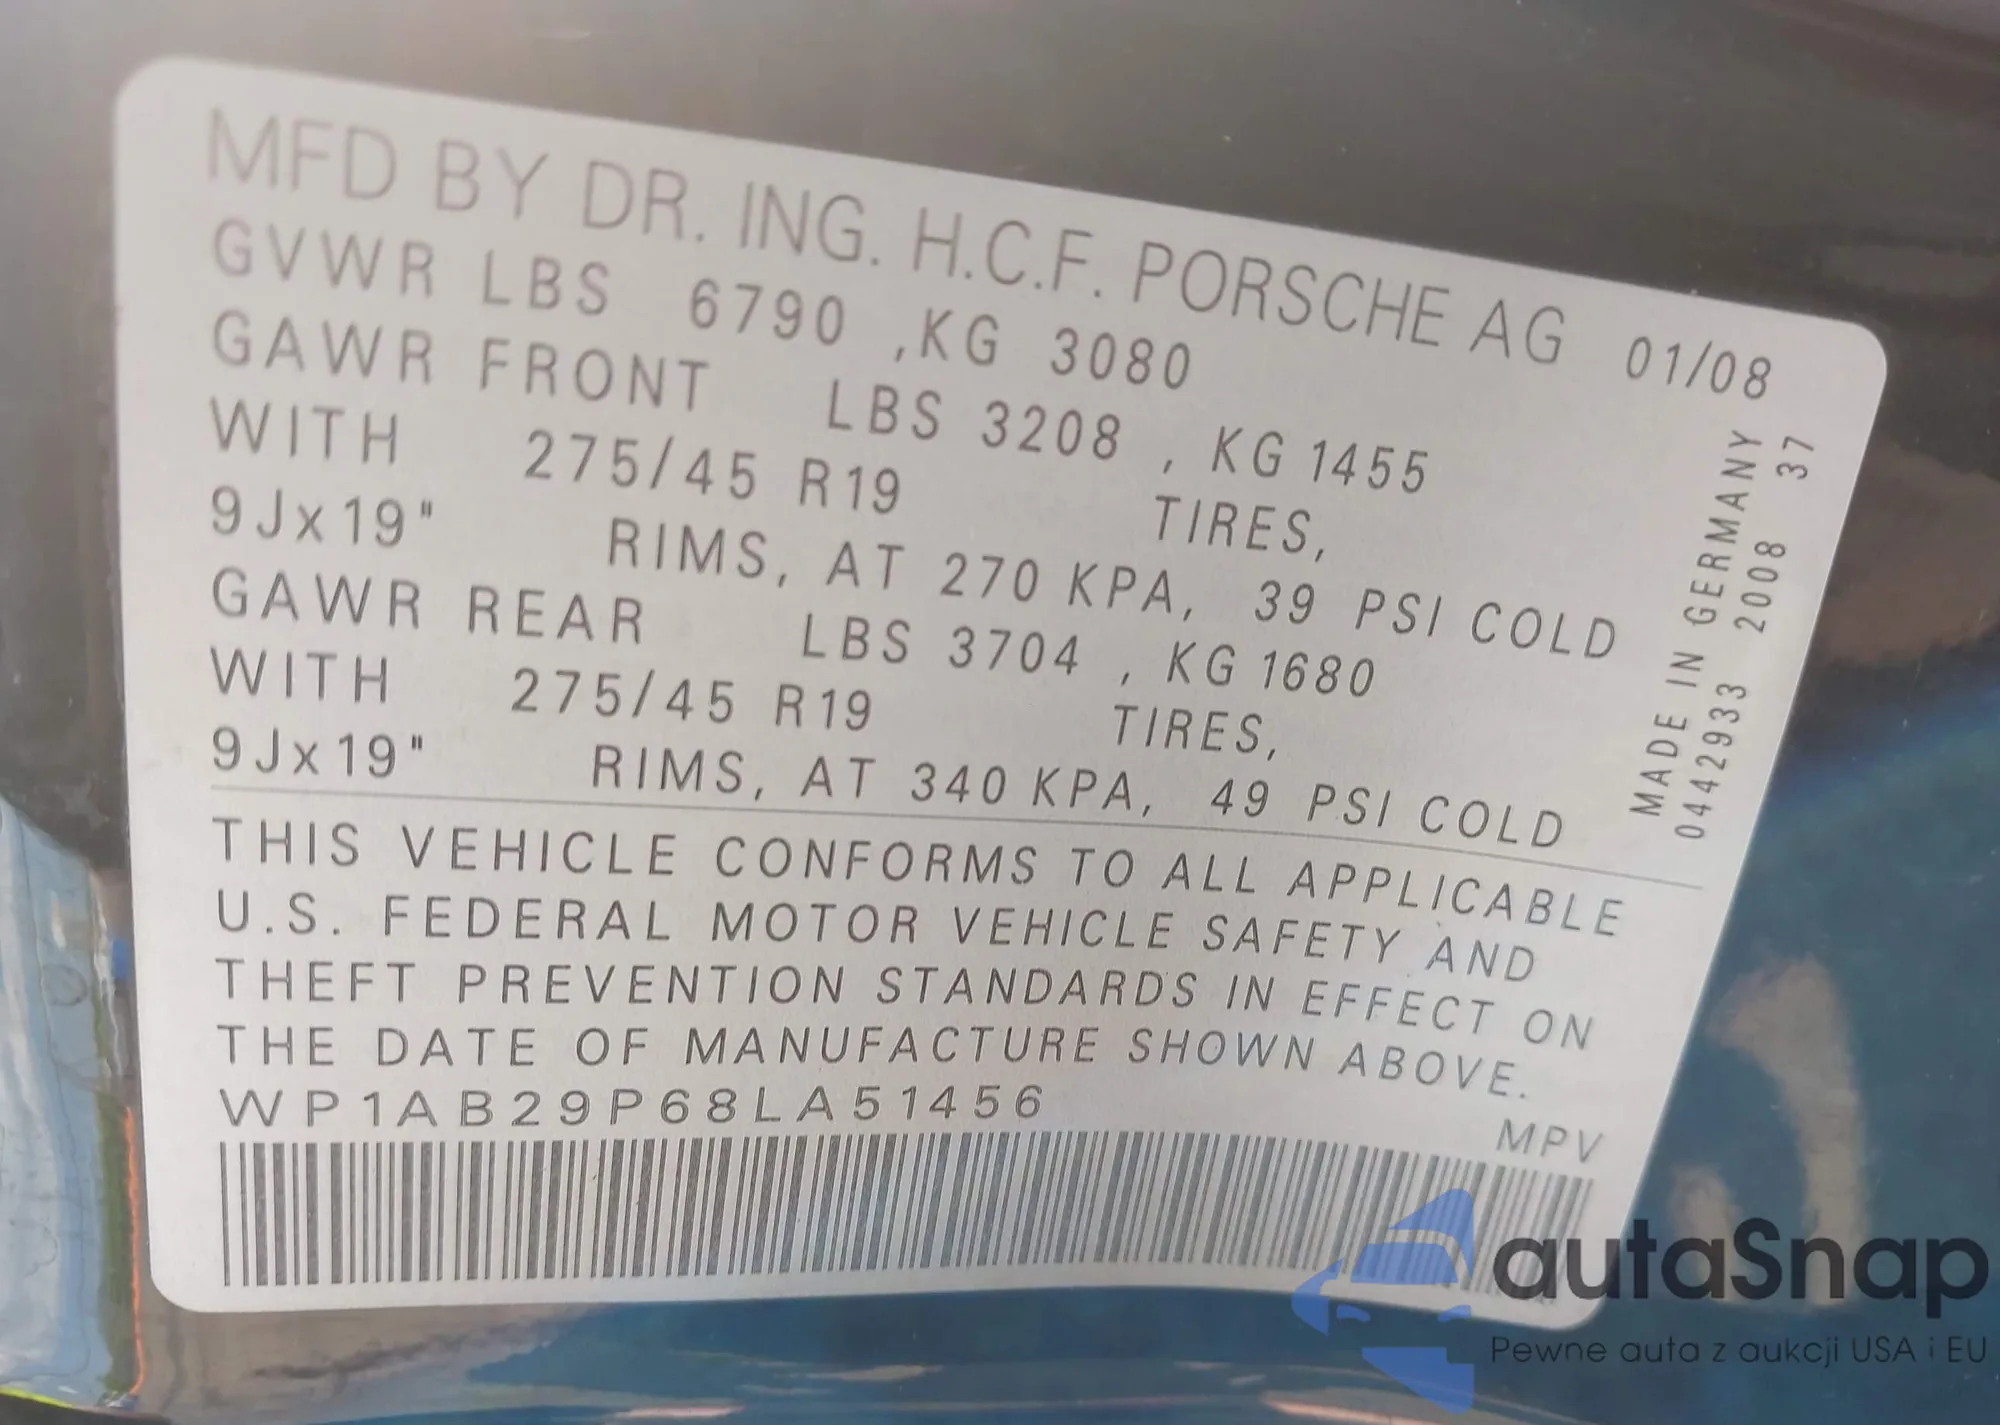 MFD BY DR. ING. H.C.F. PORSCHE AG 01/08
GVWR LBS 6790 ,KG 3080
GAWR FRONT LBS 3208 , KG 1455
WITH 275/45 R19 TIRES,
9Jx19" RIMS, AT 270 KPA, 39 PSI COLD
GAWR REAR LBS 3704 , KG 1680
WITH 275/45 R19 TIRES,
9Jx19" RIMS, AT 340 KPA, 49 PSI COLD
MADE IN GERMANY
0442933 2008 37
THIS VEHICLE CONFORMS TO ALL APPLICABLE
U.S. FEDERAL MOTOR VEHICLE SAFETY AND
THEFT PREVENTION STANDARDS IN EFFECT ON
THE DATE OF MANUFACTURE SHOWN ABOVE.
WP1AB29P68LA51456
MPV
autaSnap
Pewne auta z aukcji USA i EU